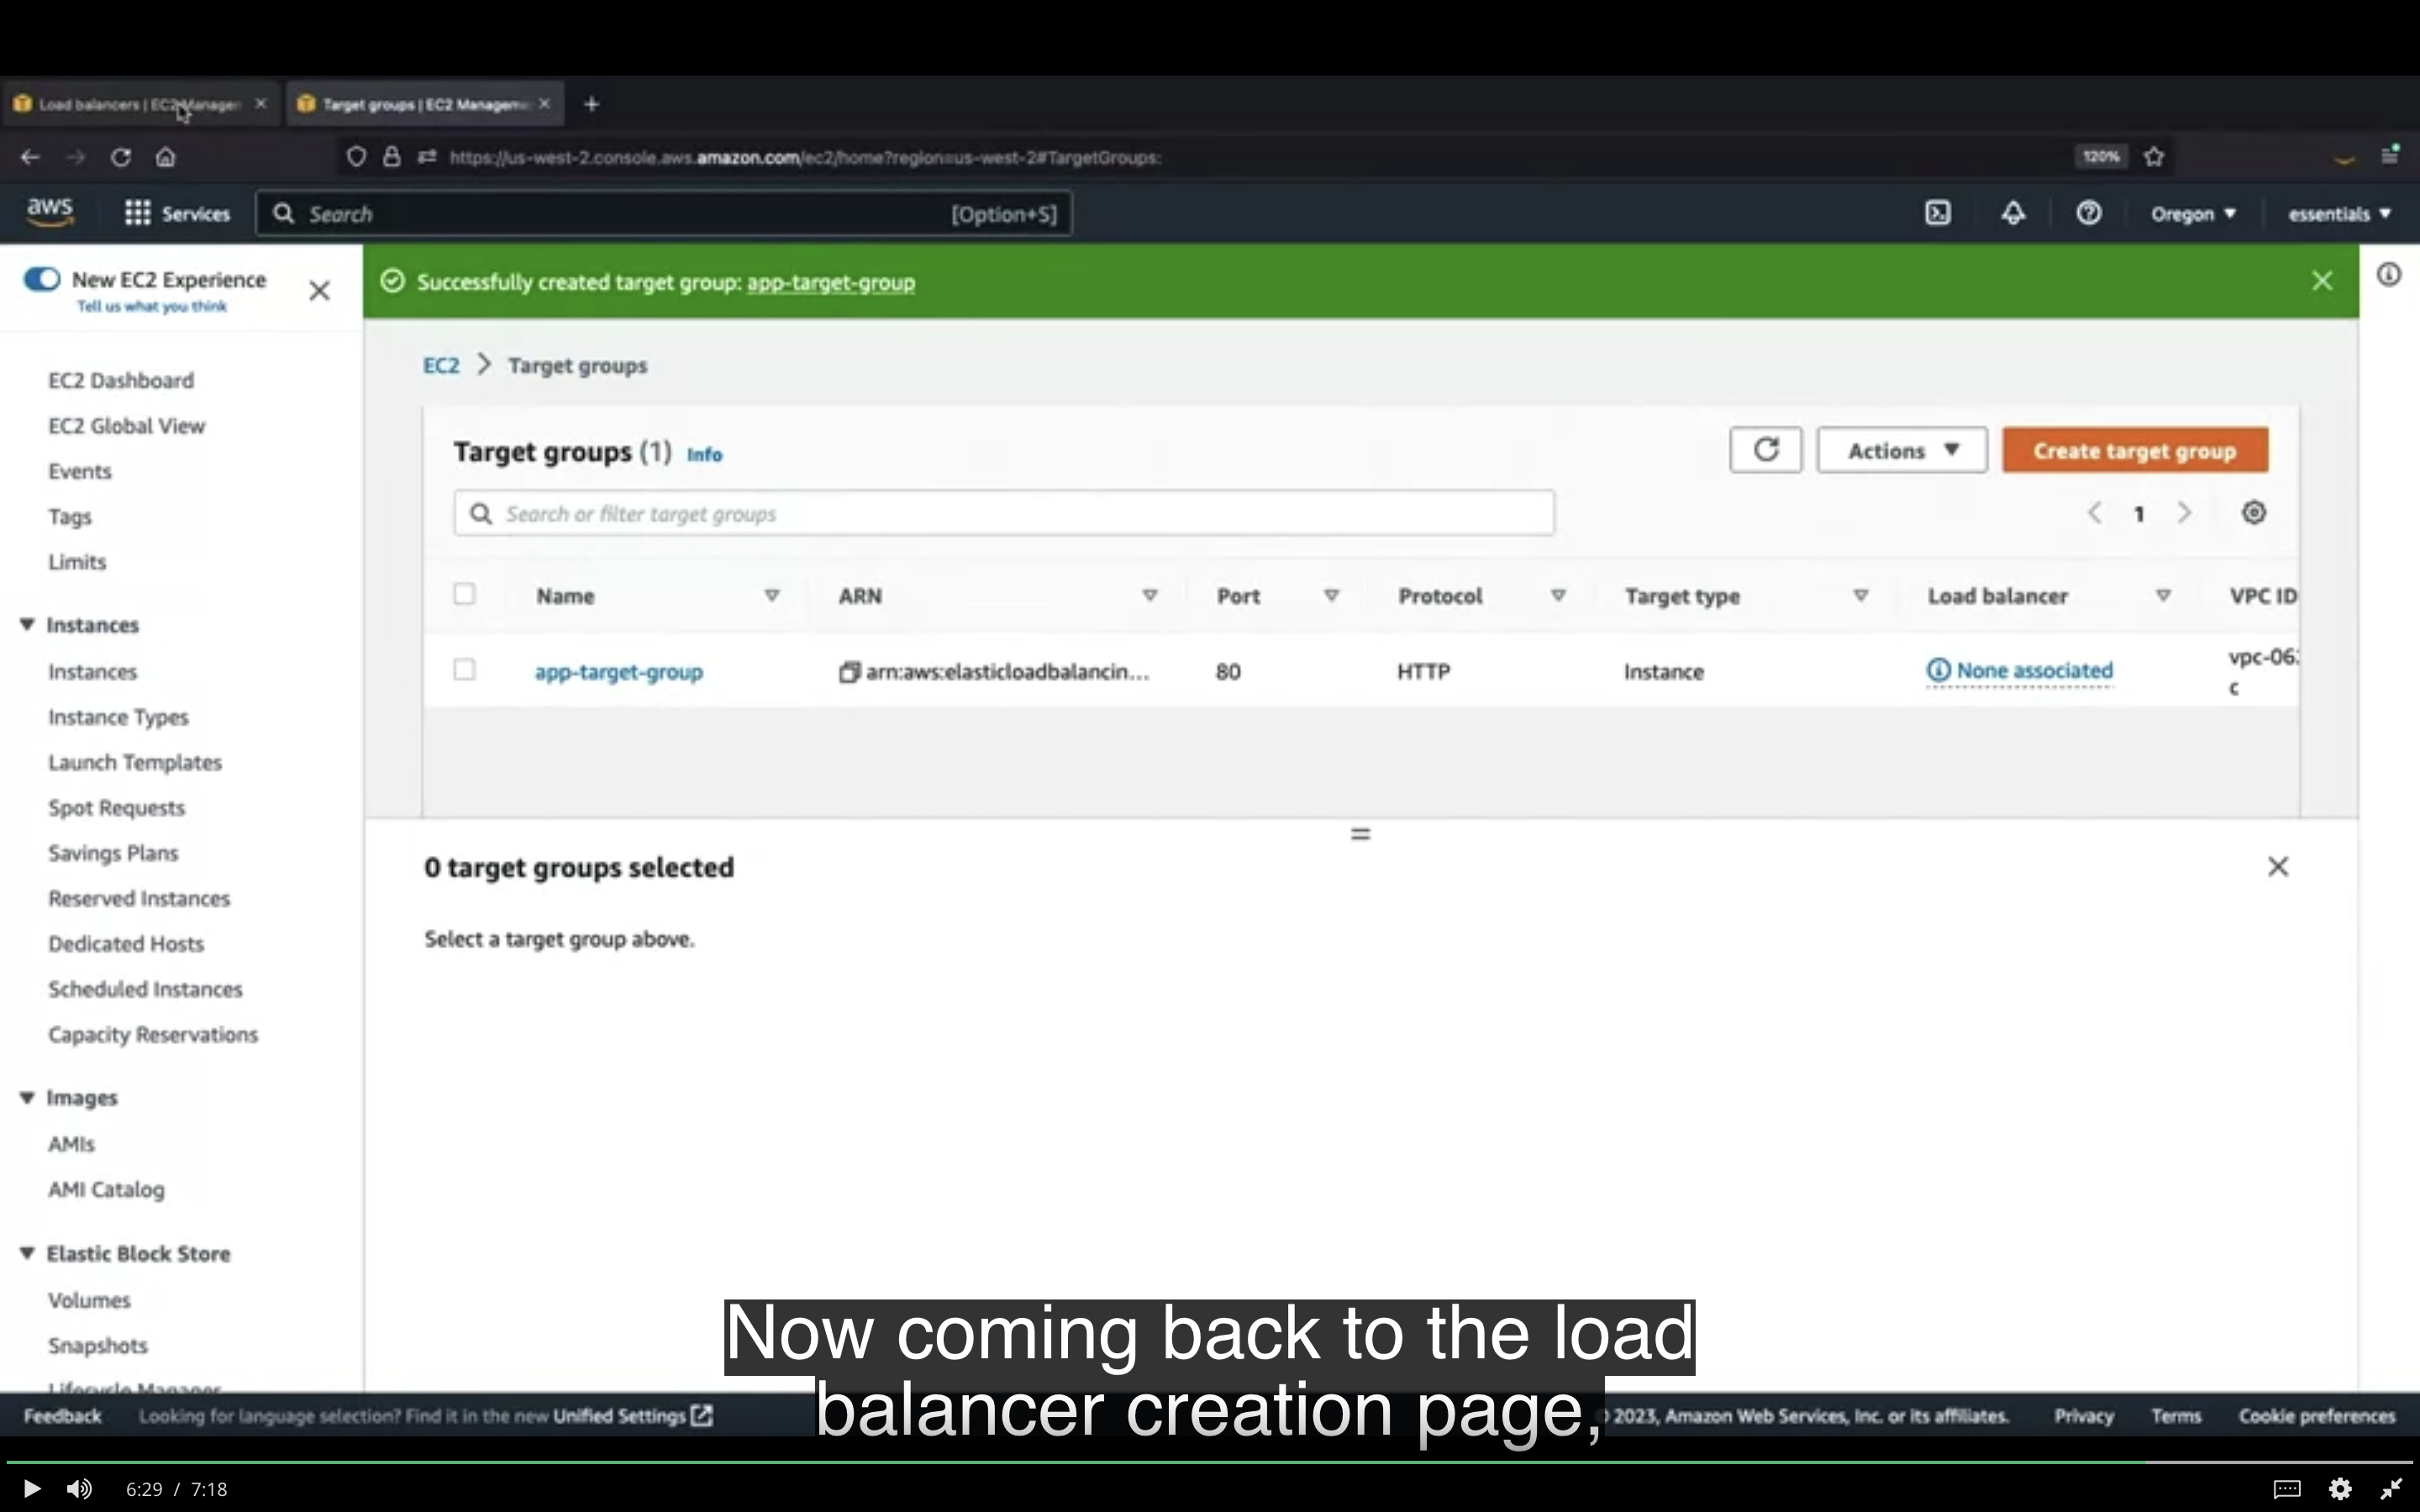 Load balancers | EC2 Manager
Target groups | EC2 Manageme
https://us-west-2.console.aws.amazon.com/ec2/home?region=us-west-2#TargetGroups:
120%
aws
Services
Search
[Option+S]
Oregon
essentials
New EC2 Experience
Tell us what you think
EC2 Dashboard
EC2 Global View
Events
Tags
Limits
Instances
Instances
Instance Types
Launch Templates
Spot Requests
Savings Plans
Reserved Instances
Dedicated Hosts
Scheduled Instances
Capacity Reservations
Images
AMIs
AMI Catalog
Elastic Block Store
Volumes
Snapshots
Lifecycle Manager
Successfully created target group: app-target-group
EC2 > Target groups
Target groups (1) Info
Actions
Create target group
Search or filter target groups
1
Name ARN Port Protocol Target type Load balancer VPC ID
app-target-group arn:aws:elasticloadbalancin... 80 HTTP Instance None associated vpc-06:
c
0 target groups selected
Select a target group above.
Now coming back to the load
balancer creation page,
Feedback Looking for language selection? Find it in the new Unified Settings
2023, Amazon Web Services, Inc. or its affiliates. Privacy Terms Cookie preferences
6:29 / 7:18